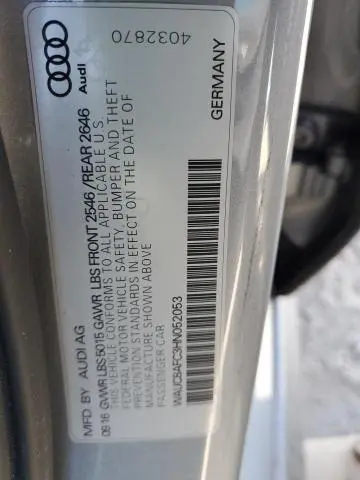 MFD. BY AUDI AG
09.16 GVWR LBS 5015 GAWR LBS FRONT 2546/REAR 2646
THIS VEHICLE CONFORMS TO ALL APPLICABLE U S
FEDERAL MOTOR VEHICLE SAFETY, BUMPER AND THEFT
PREVENTION STANDARDS IN EFFECT ON THE DATE OF
MANUFACTURE SHOWN ABOVE
PASSENGER CAR
WAUC8AFC3HN052053
Audi
4032870
GERMANY